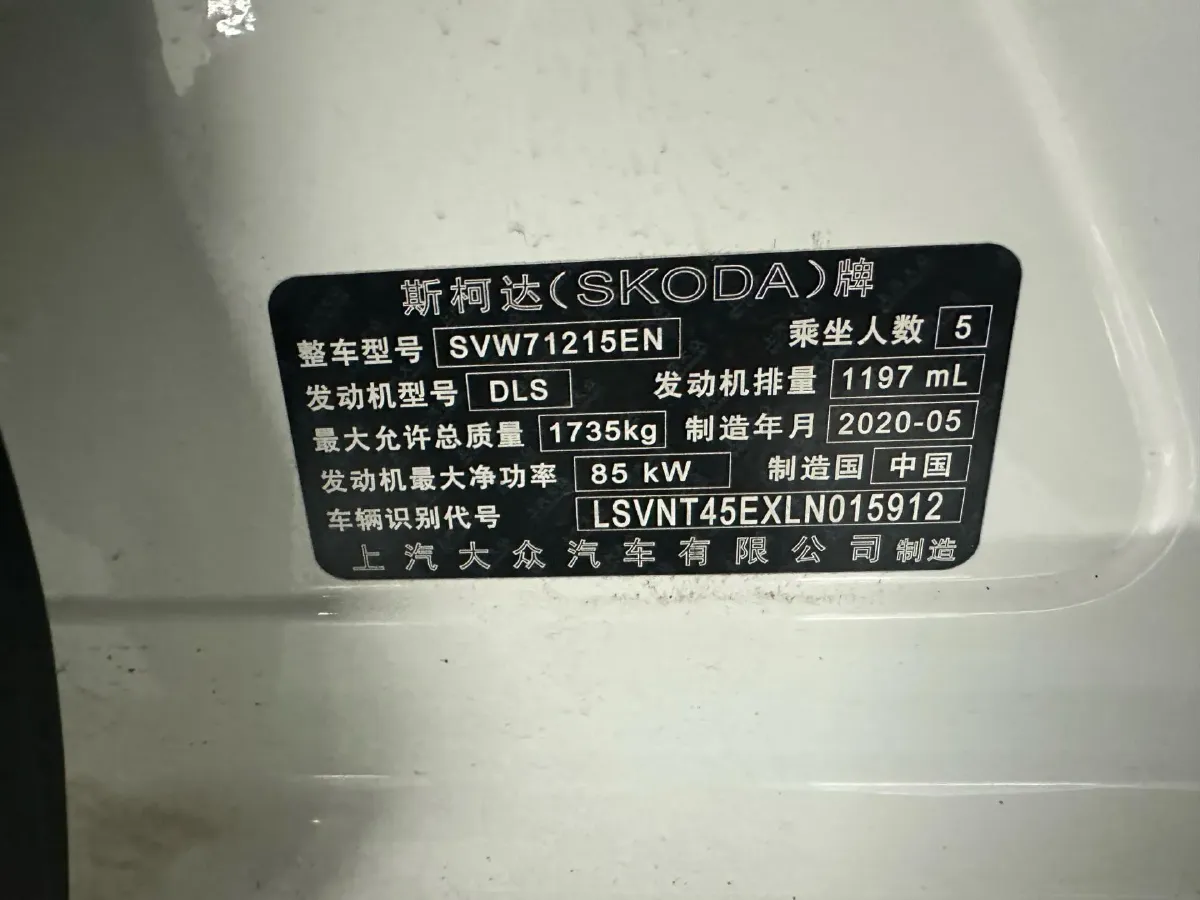 斯柯达(SKODA)牌
整车型号 SVW71215EN 乘坐人数 5
发动机型号 DLS 发动机排量 1197 mL
最大允许总质量 1735kg 制造年月 2020-05
发动机最大净功率 85 kW 制造国 中国
车辆识别代号 LSVNT45EXLN015912
上汽大众汽车有限公司 制造